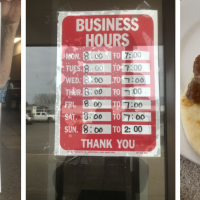 BUSINESS
HOURS
MON. 8:00 TO 7:00
TUES. 8:00 TO 7:00
WED. 8:00 TO 7:00
THUR. 8:00 TO 7:00
FRI. 8:00 TO 7:00
SAT. 8:00 TO 7:00
SUN. 8:00 TO 2:00
THANK YOU